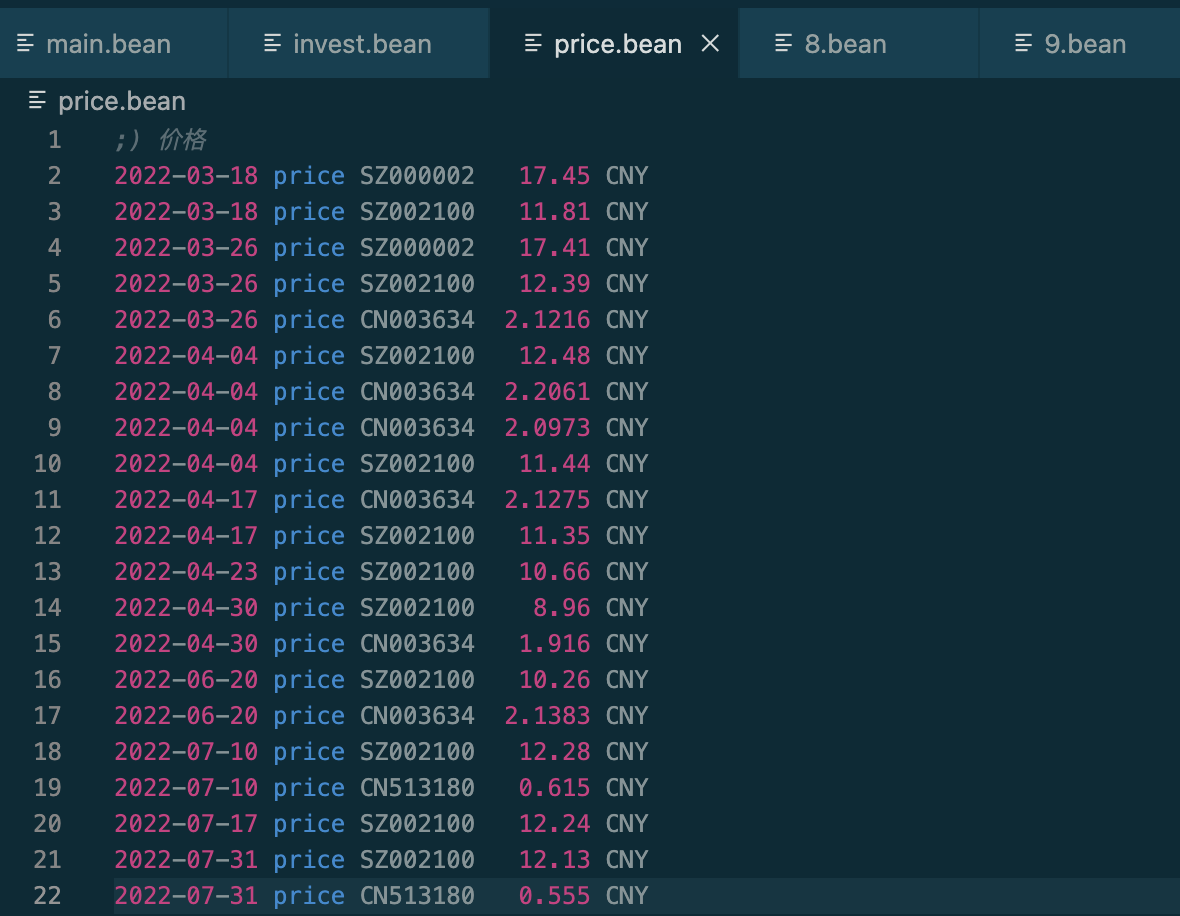 main.bean invest.bean price.bean 8.bean 9.bean
price.bean
1 ;) 价格
2 2022-03-18 price SZ000002 17.45 CNY
3 2022-03-18 price SZ002100 11.81 CNY
4 2022-03-26 price SZ000002 17.41 CNY
5 2022-03-26 price SZ002100 12.39 CNY
6 2022-03-26 price CN003634 2.1216 CNY
7 2022-04-04 price SZ002100 12.48 CNY
8 2022-04-04 price CN003634 2.2061 CNY
9 2022-04-04 price CN003634 2.0973 CNY
10 2022-04-04 price SZ002100 11.44 CNY
11 2022-04-17 price CN003634 2.1275 CNY
12 2022-04-17 price SZ002100 11.35 CNY
13 2022-04-23 price SZ002100 10.66 CNY
14 2022-04-30 price SZ002100 8.96 CNY
15 2022-04-30 price CN003634 1.916 CNY
16 2022-06-20 price SZ002100 10.26 CNY
17 2022-06-20 price CN003634 2.1383 CNY
18 2022-07-10 price SZ002100 12.28 CNY
19 2022-07-10 price CN513180 0.615 CNY
20 2022-07-17 price SZ002100 12.24 CNY
21 2022-07-31 price SZ002100 12.13 CNY
22 2022-07-31 price CN513180 0.555 CNY